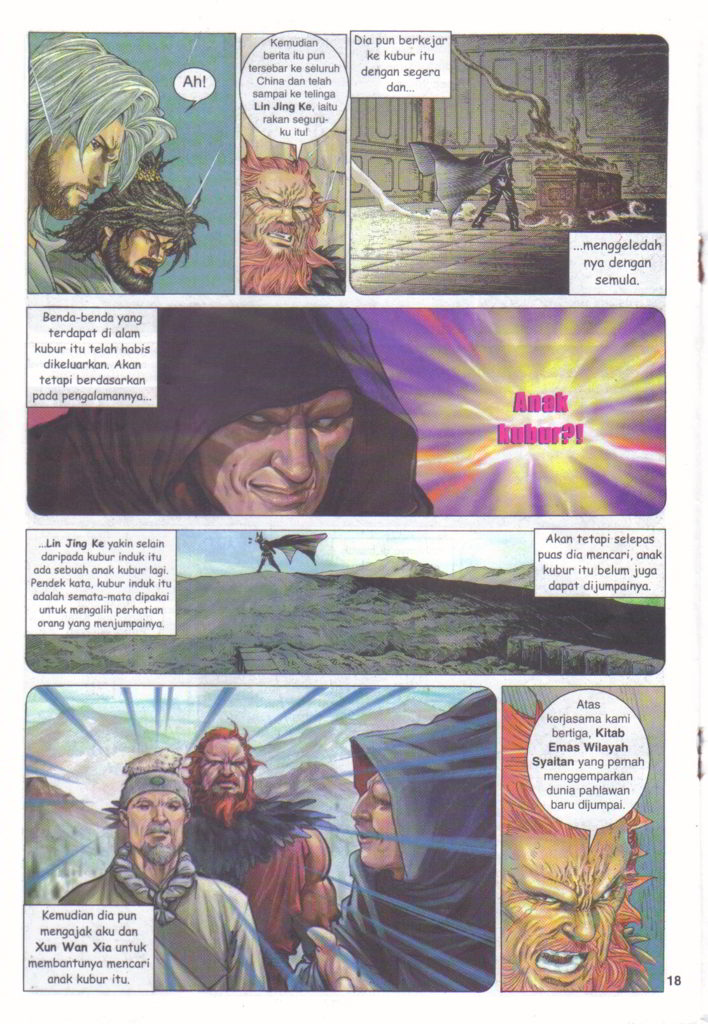 Ah!
Kemudian
berita itu pun
tersebar ke seluruh
China dan telah
sampai ke telinga
Lin Jing Ke, iaitu
rakan seguru-
ku itu!
Dia pun berkejar
ke kubur itu
dengan segera
dan...
...menggeledah
nya dengan
semula.
Benda-benda yang
terdapat di alam
kubur itu telah habis
dikeluarkan. Akan
tetapi berdasarkan
pada pengalamannya...
Anak
kubur?!
...Lin Jing Ke yakin selain
daripada kubur induk itu
ada sebuah anak kubur lagi.
Pendek kata, kubur induk itu
adalah semata-mata dipakai
untuk mengalih perhatian
orang yang menjumpainya.
Akan tetapi selepas
puas dia mencari, anak
kubur itu belum juga
dapat dijumpainya.
Kemudian dia pun
mengajak aku dan
Xun Wan Xia untuk
membantunya mencari
anak kubur itu.
Atas
kerjasama kami
bertiga, Kitab
Emas Wilayah
Syaitan yang pernah
menggemparkan
dunia pahlawan
baru dijumpai.
18